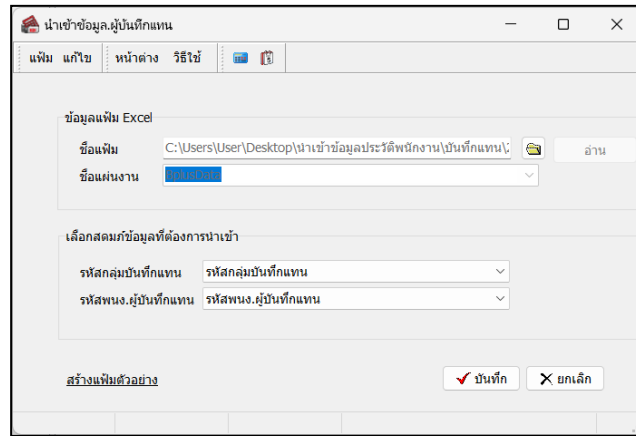 นำเข้าข้อมูล.ผู้บันทึกแทน
แฟ้ม แก้ไข หน้าต่าง วิธีใช้
ข้อมูลแฟ้ม Excel
ชื่อแฟ้ม C:\Users\User\Desktop\นำเข้าข้อมูลประวัติพนักงาน\บันทึกแทน\ อ่าน
ชื่อแผ่นงาน BplusData
เลือกสดมภ์ข้อมูลที่ต้องการนำเข้า
รหัสกลุ่มบันทึกแทน รหัสกลุ่มบันทึกแทน
รหัสพนง.ผู้บันทึกแทน รหัสพนง.ผู้บันทึกแทน
สร้างแฟ้มตัวอย่าง บันทึก ยกเลิก